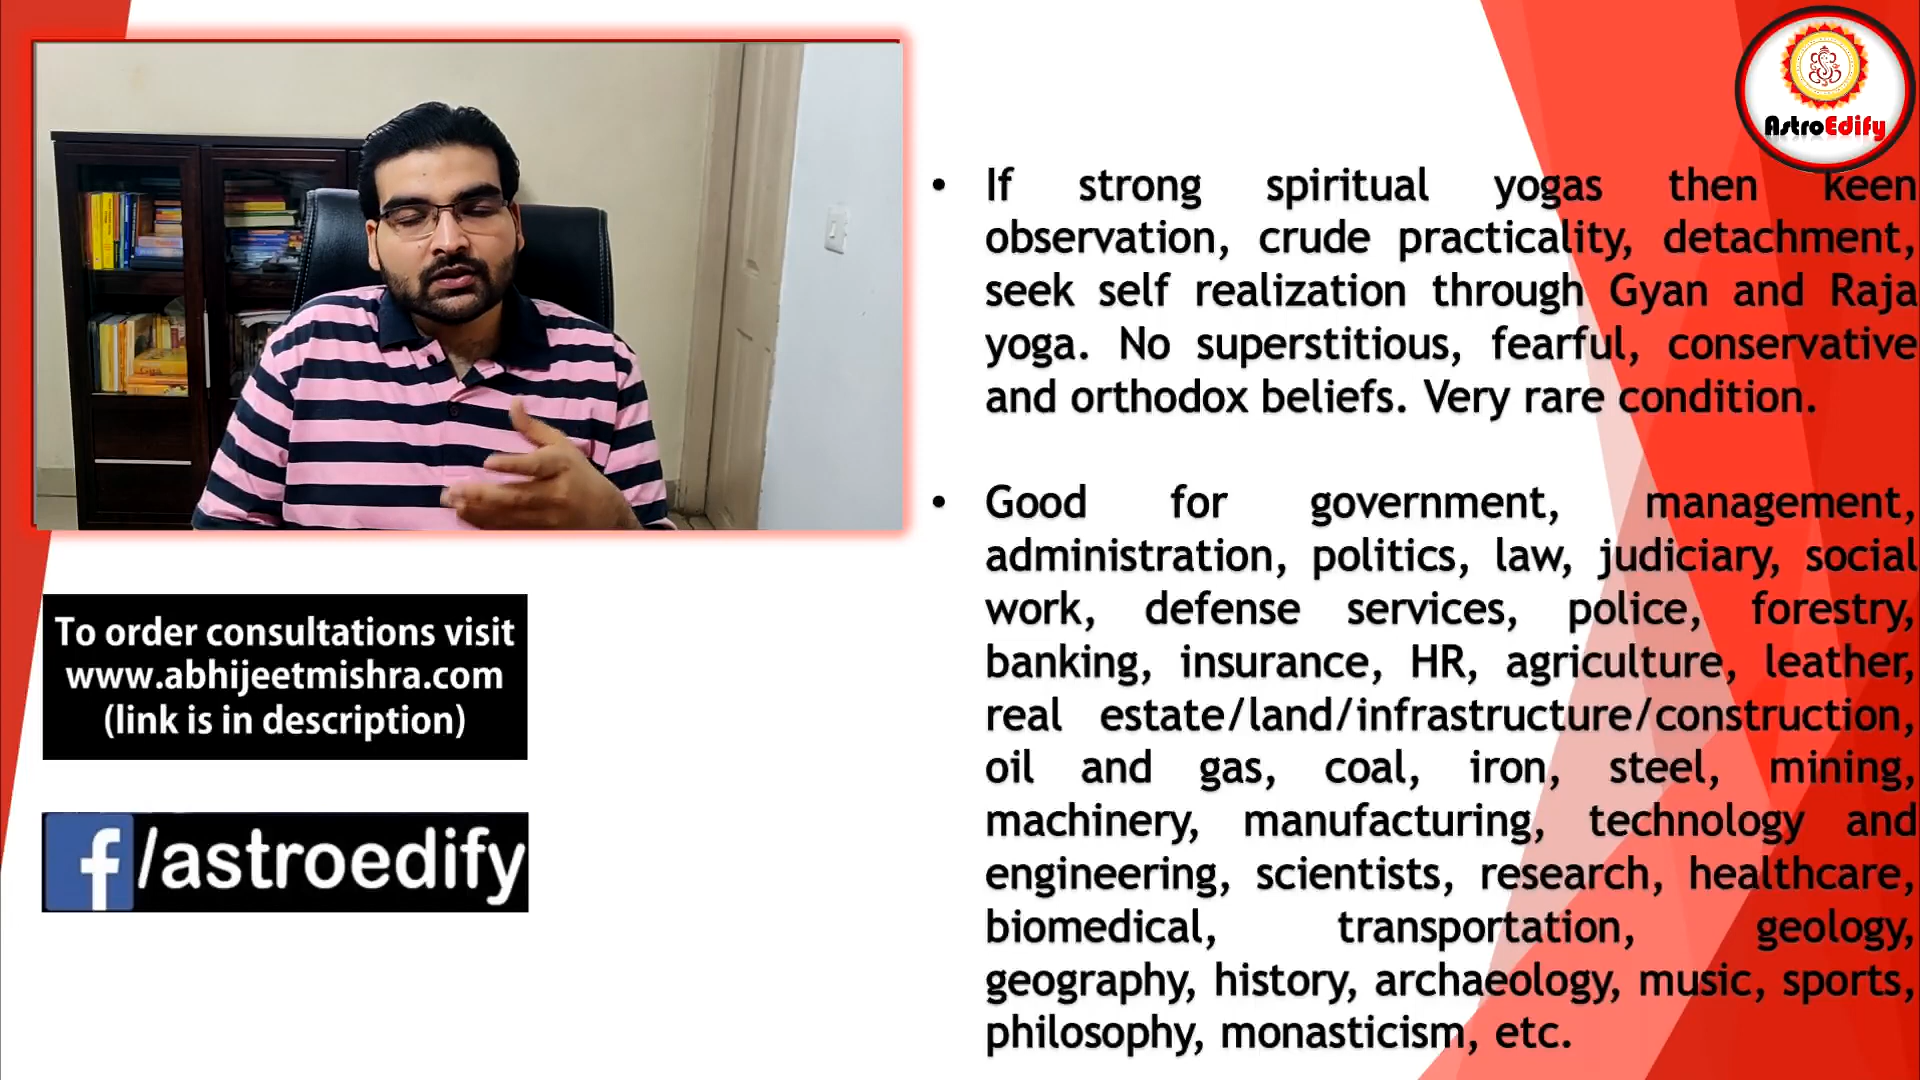 AstroEdify
• If strong spiritual yogas then keen
observation, crude practicality, detachment,
seek self realization through Gyan and Raja
yoga. No superstitious, fearful, conservative
and orthodox beliefs. Very rare condition.
• Good for government, management,
administration, politics, law, judiciary, social
work, defense services, police, forestry,
banking, insurance, HR, agriculture, leather,
real estate/land/infrastructure/construction,
oil and gas, coal, iron, steel, mining,
machinery, manufacturing, technology and
engineering, scientists, research, healthcare,
biomedical, transportation, geology,
geography, history, archaeology, music, sports,
philosophy, monasticism, etc.
To order consultations visit
www.abhijeetmishra.com
(link is in description)
f/astroedify